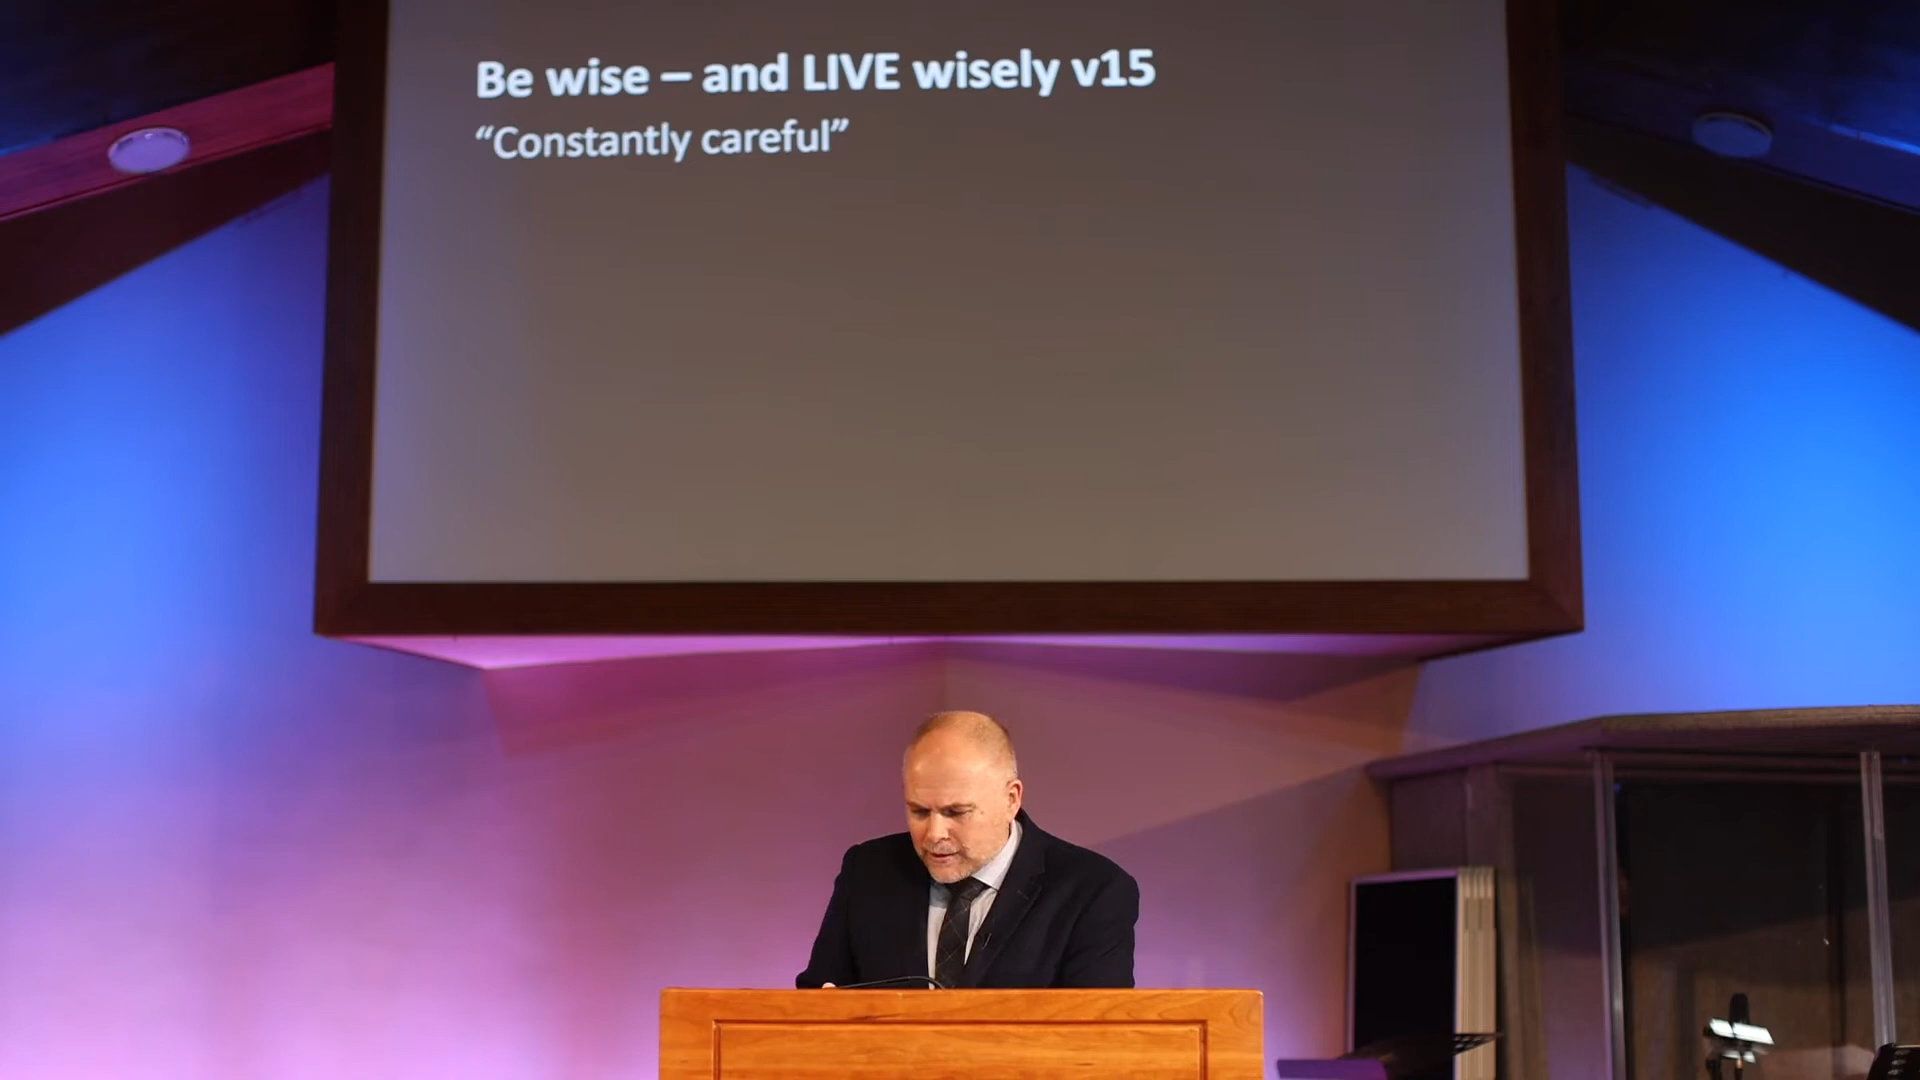 Be wise – and LIVE wisely v15
“Constantly careful”